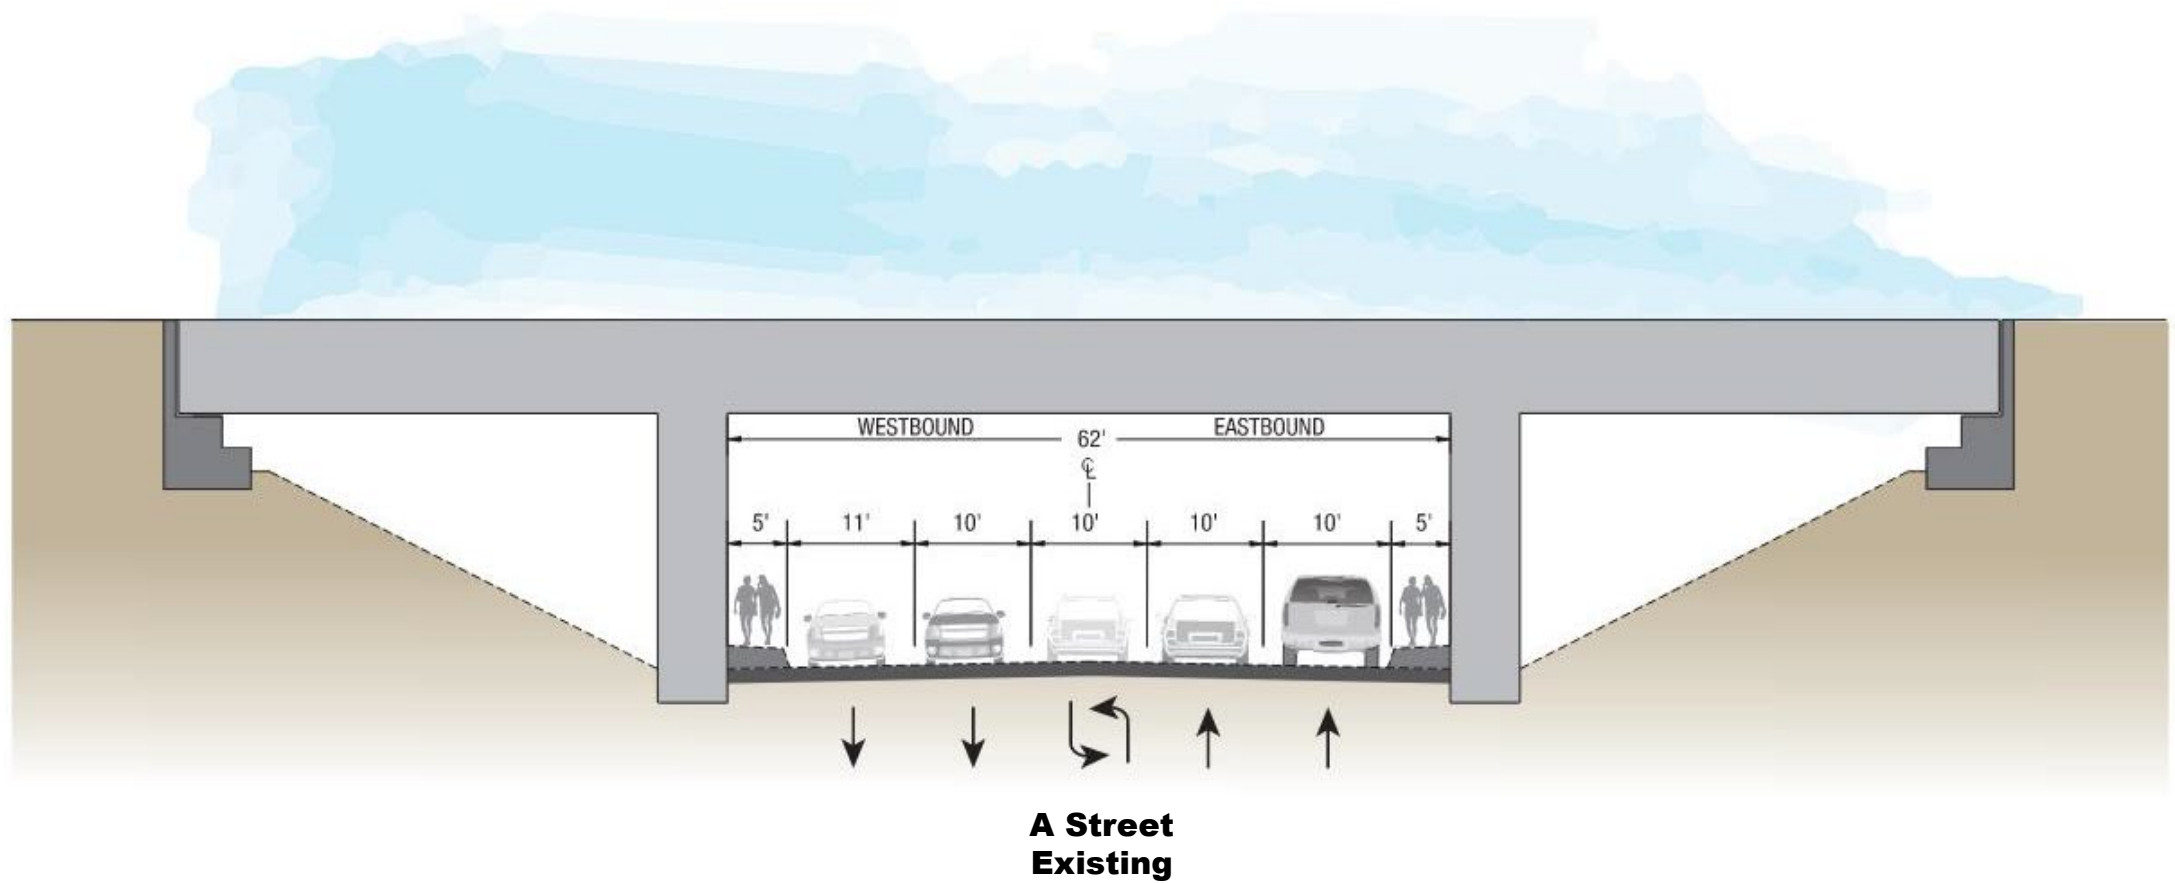 WESTBOUND EASTBOUND
62'
℄
5' 11' 10' 10' 10' 10' 5'
A Street
Existing